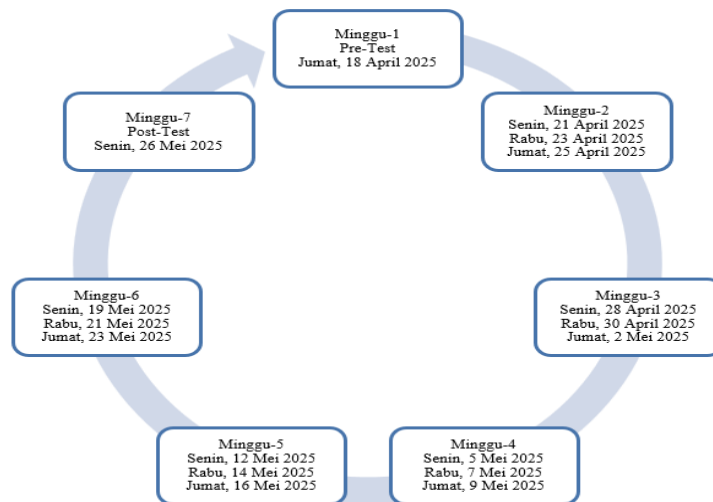 Minggu-1
Pre-Test
Jumat, 18 April 2025
Minggu-2
Senin, 21 April 2025
Rabu, 23 April 2025
Jumat, 25 April 2025
Minggu-3
Senin, 28 April 2025
Rabu, 30 April 2025
Jumat, 2 Mei 2025
Minggu-4
Senin, 5 Mei 2025
Rabu, 7 Mei 2025
Jumat, 9 Mei 2025
Minggu-5
Senin, 12 Mei 2025
Rabu, 14 Mei 2025
Jumat, 16 Mei 2025
Minggu-6
Senin, 19 Mei 2025
Rabu, 21 Mei 2025
Jumat, 23 Mei 2025
Minggu-7
Post-Test
Senin, 26 Mei 2025